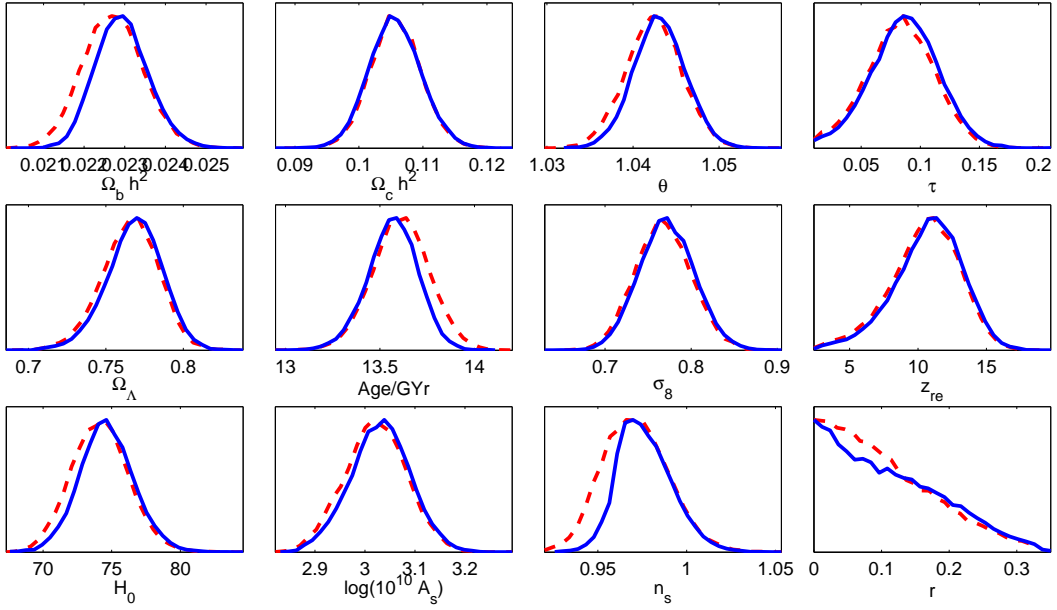 0.021 0.022 0.023 0.024 0.025
Ω_b h^2
0.09 0.1 0.11 0.12
Ω_c h^2
1.03 1.04 1.05
θ
0.05 0.1 0.15 0.2
τ
0.7 0.75 0.8
Ω_Λ
13 13.5 14
Age/GYr
0.6 0.7 0.8 0.9
σ_8
5 10 15
z_re
70 75 80
H_0
2.9 3 3.1 3.2
log(10^10 A_s)
0.95 1 1.05
n_s
0 0.1 0.2 0.3
r